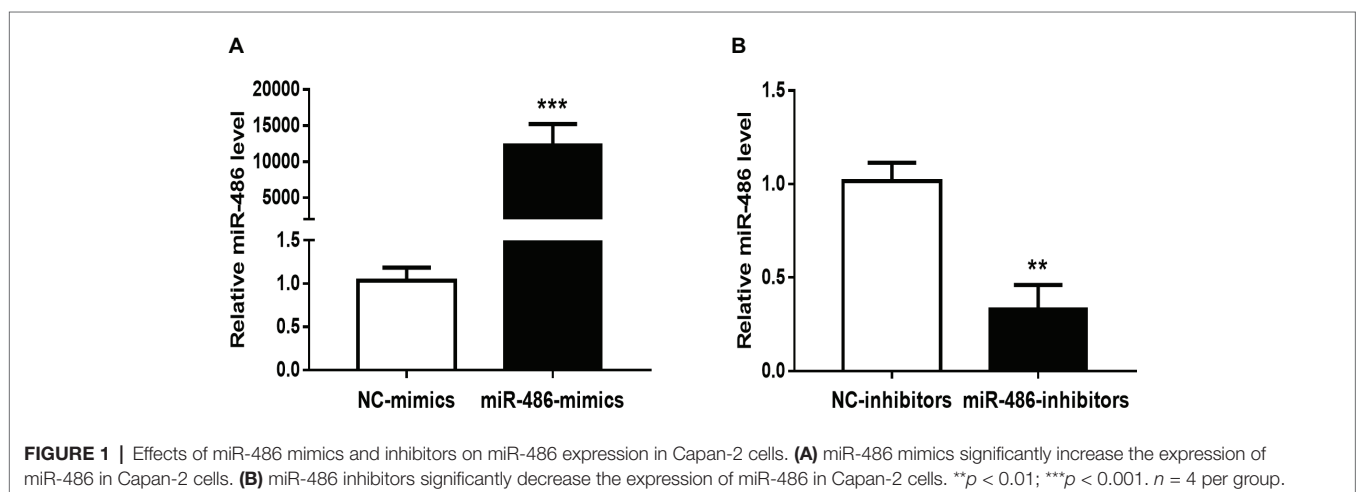 A
Relative miR-486 level
20000
15000
10000
5000
1.5
1.0
0.5
0.0
***
NC-mimics miR-486-mimics
B
Relative miR-486 level
1.5
1.0
0.5
0.0
**
NC-inhibitors miR-486-inhibitors
FIGURE 1 | Effects of miR-486 mimics and inhibitors on miR-486 expression in Capan-2 cells. (A) miR-486 mimics significantly increase the expression of
miR-486 in Capan-2 cells. (B) miR-486 inhibitors significantly decrease the expression of miR-486 in Capan-2 cells. **p < 0.01; ***p < 0.001. n = 4 per group.